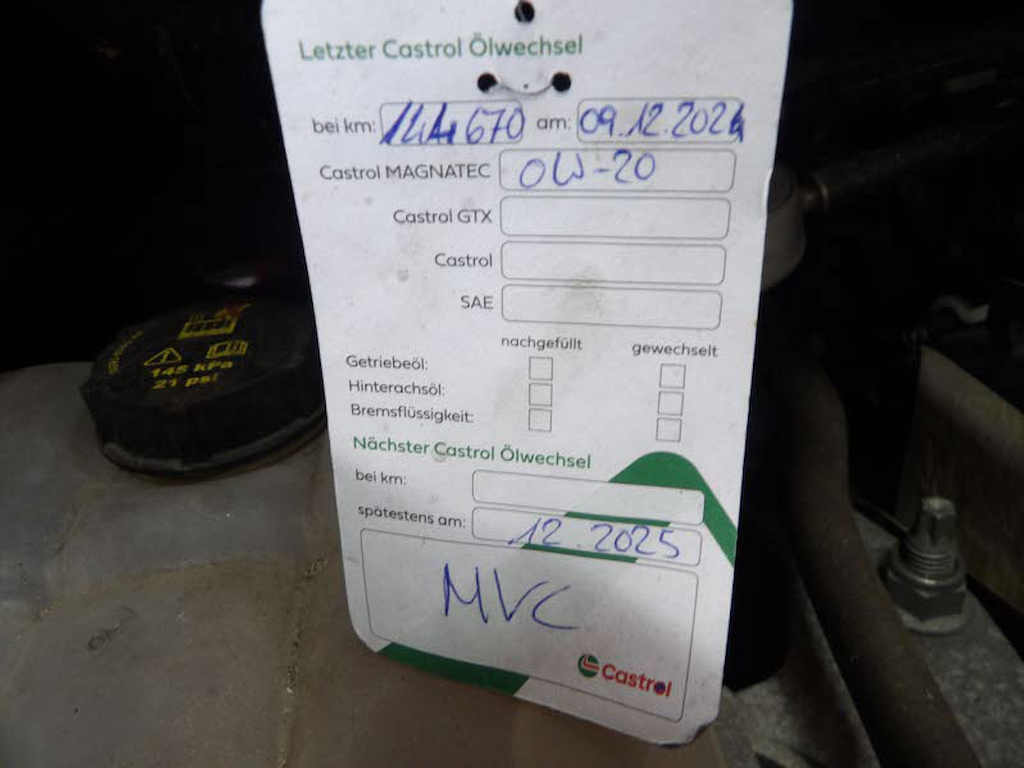 Letzter Castrol Ölwechsel
bei km: 144670 am: 09.12.2024
Castrol MAGNATEC 0W-20
Castrol GTX
Castrol
SAE
nachgefüllt gewechselt
Getriebeöl:
Hinterachsöl:
Bremsflüssigkeit:
Nächster Castrol Ölwechsel
bei km:
spätestens am: 12.2025
MVC
Castrol
145 kPa
21 psi